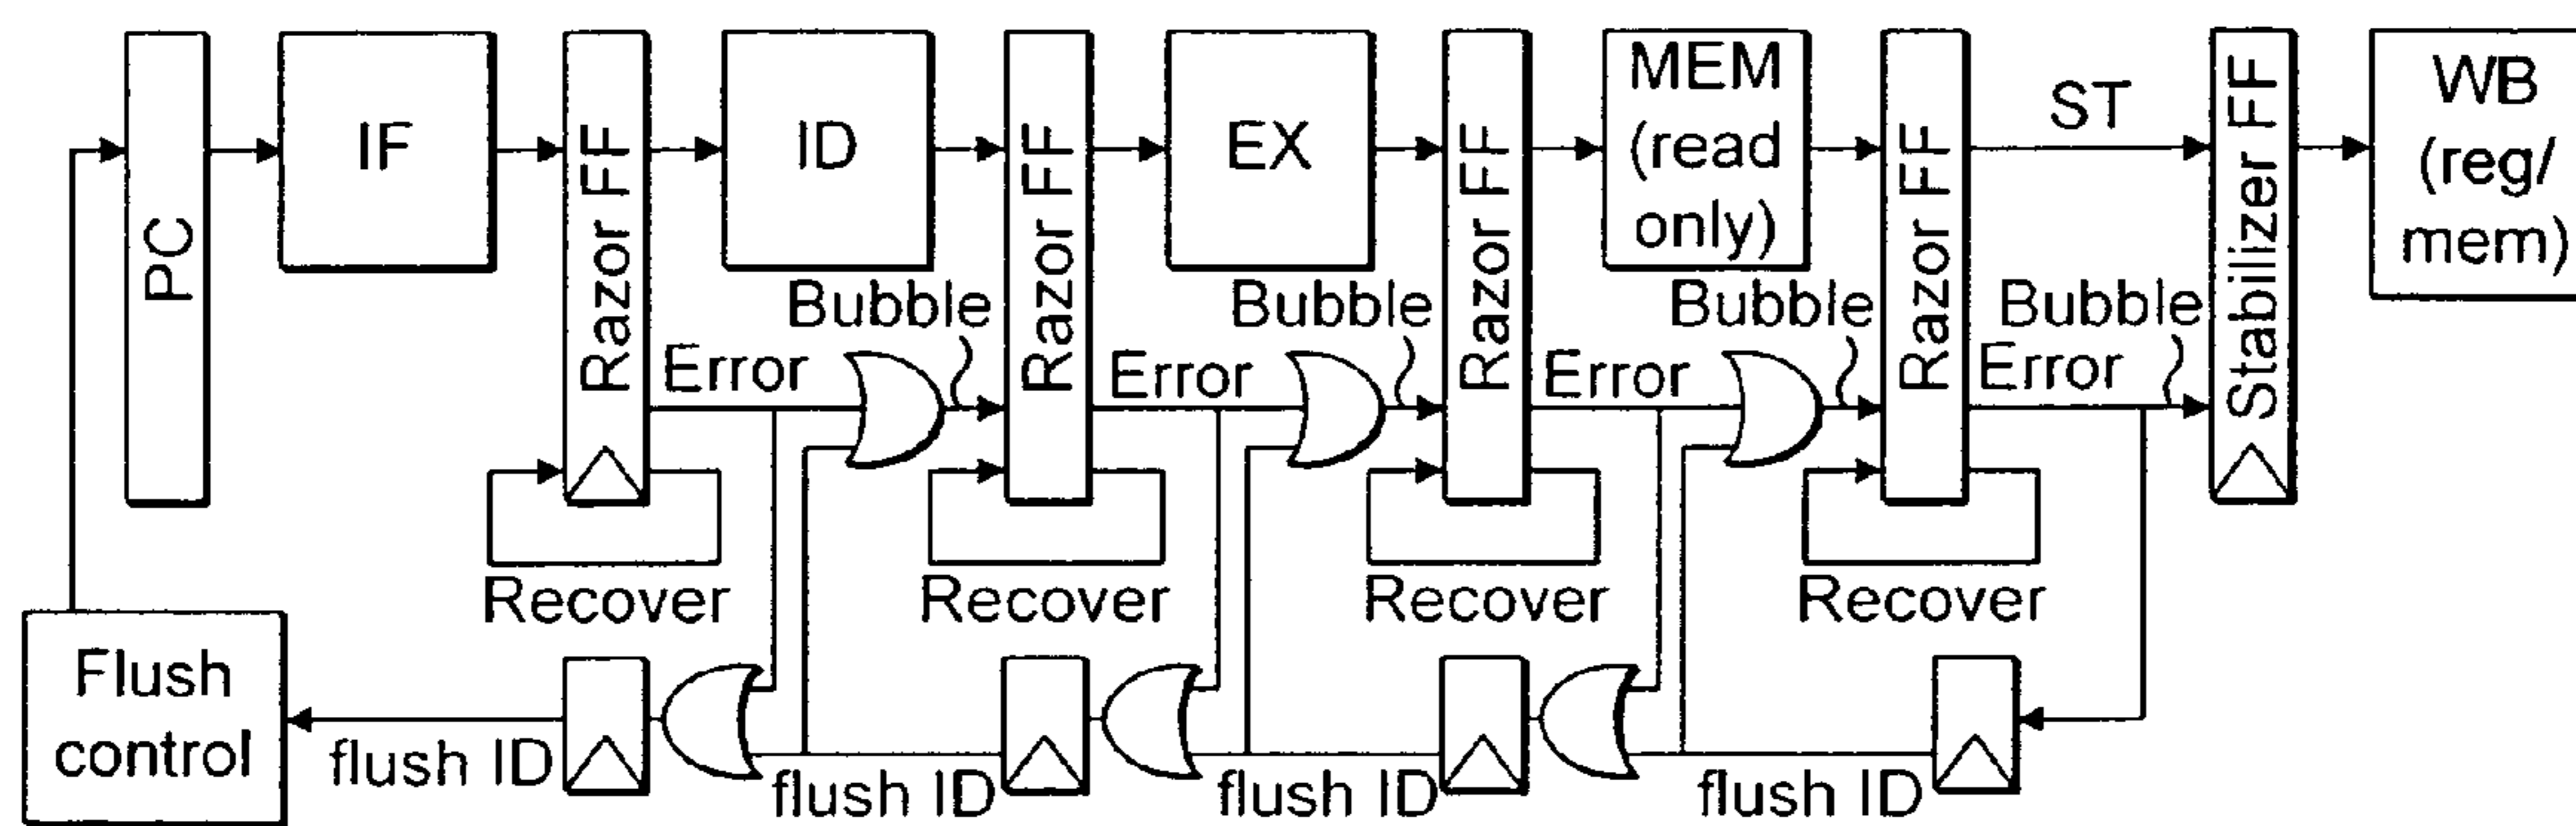 PC
IF
Razor FF
ID
Razor FF
EX
Razor FF
MEM
(read
only)
Razor FF
ST
Stabilizer FF
WB
(reg/
mem)
Bubble
Bubble
Bubble
Bubble
Error
Error
Error
Error
Recover
Recover
Recover
Recover
Flush
control
flush ID
flush ID
flush ID
flush ID